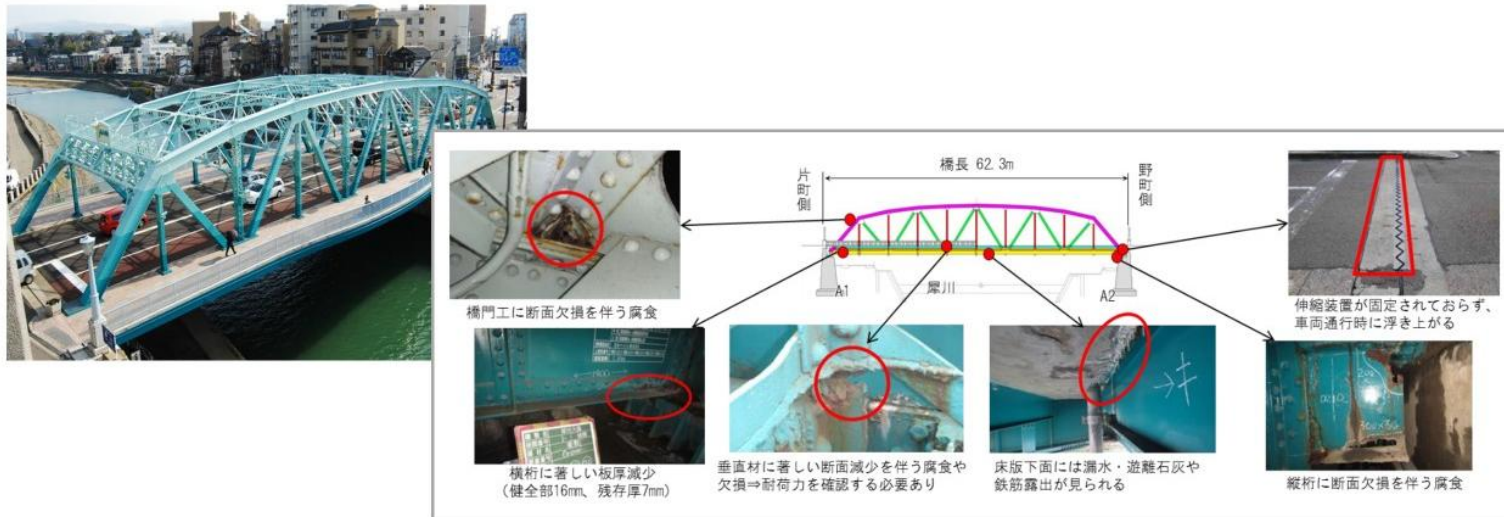 橋長 62.3m
片町側
野町側
A1
犀川
A2
橋門工に断面欠損を伴う腐食
伸縮装置が固定されておらず、
車両通行時に浮き上がる
横桁に著しい板厚減少
(健全部16mm、残存厚7mm)
垂直材に著しい断面減少を伴う腐食や
欠損⇒耐荷力を確認する必要あり
床版下面には漏水・遊離石灰や
鉄筋露出が見られる
縦桁に断面欠損を伴う腐食